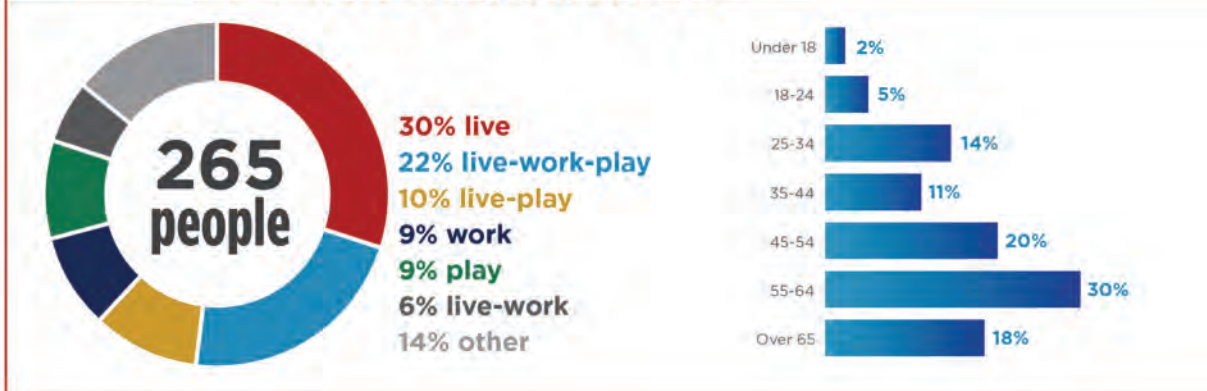 265
people
30% live
22% live-work-play
10% live-play
9% work
9% play
6% live-work
14% other
Under 18 2%
18-24 5%
25-34 14%
35-44 11%
45-54 20%
55-64 30%
Over 65 18%